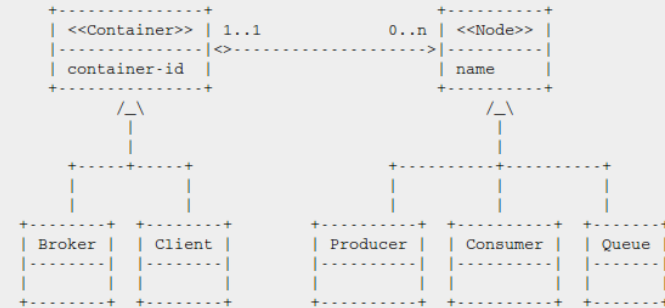 <<Container>> 1..1 0..n <<Node>>
container-id name
Broker Client Producer Consumer Queue